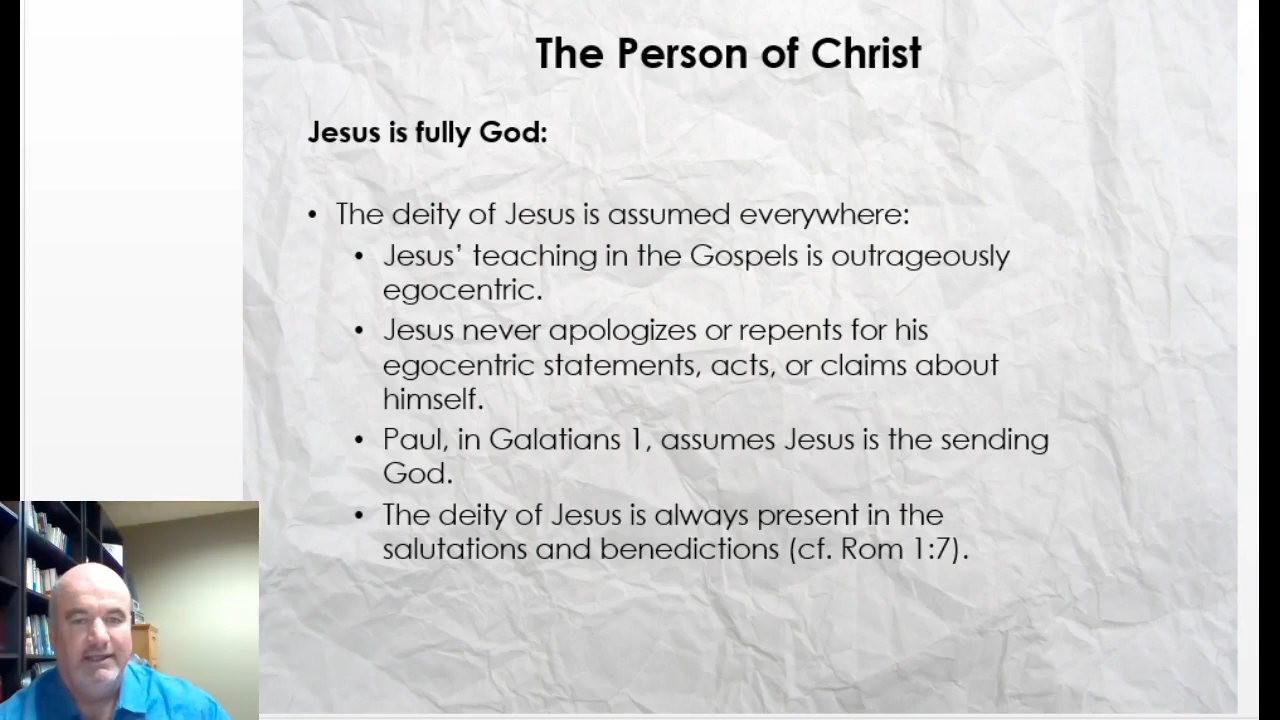 The Person of Christ
Jesus is fully God:
• The deity of Jesus is assumed everywhere:
• Jesus’ teaching in the Gospels is outrageously
egocentric.
• Jesus never apologizes or repents for his
egocentric statements, acts, or claims about
himself.
• Paul, in Galatians 1, assumes Jesus is the sending
God.
• The deity of Jesus is always present in the
salutations and benedictions (cf. Rom 1:7).